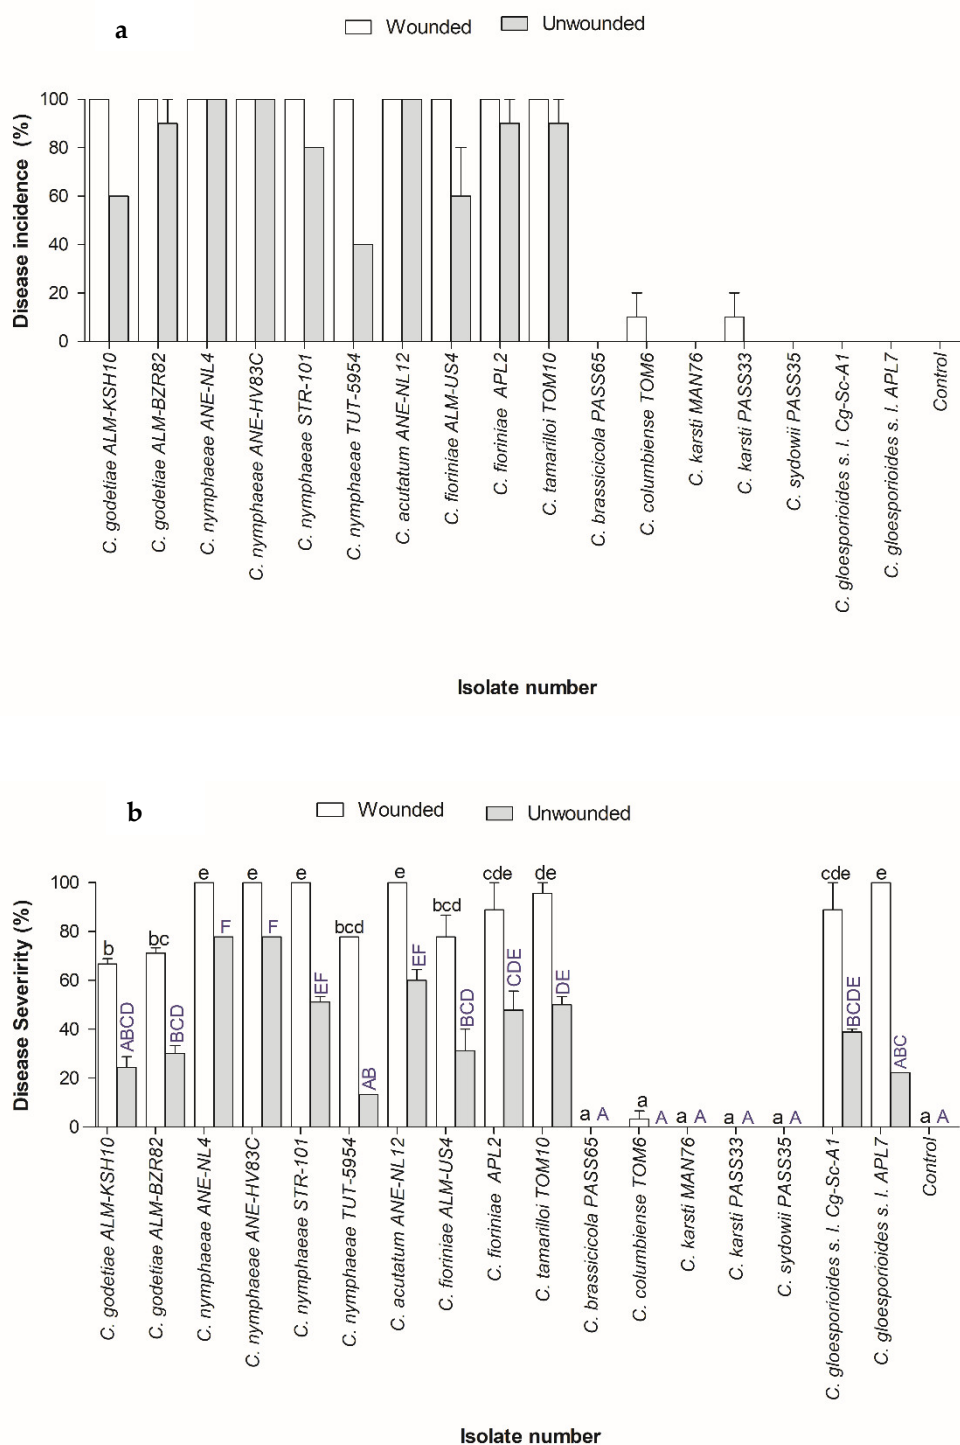 a
Wounded
Unwounded
Disease incidence (%)
100
80
60
40
20
0
C. godetiae ALM-KSH10
C. godetiae ALM-BZR82
C. nymphaeae ANE-NL4
C. nymphaeae ANE-HV83C
C. nymphaeae STR-101
C. nymphaeae TUT-5954
C. acutatum ANE-NL12
C. fioriniae ALM-US4
C. fioriniae APL2
C. tamarilloi TOM10
C. brassicicola PASS65
C. columbiense TOM6
C. karsti MAN76
C. karsti PASS33
C. sydowii PASS35
C. gloesporioides s. l. Cg-Sc-A1
C. gloesporioides s. l. APL7
Control
Isolate number
b
Wounded
Unwounded
Disease Severirity (%)
100
80
60
40
20
0
b ABCD
bc BCD
e F
e F
e EF
bcd AB
e EF
bcd BCD
cde CDE
de DE
a A
a A
a A
a A
a A
cde BCDE
e ABC
a A
C. godetiae ALM-KSH10
C. godetiae ALM-BZR82
C. nymphaeae ANE-NL4
C. nymphaeae ANE-HV83C
C. nymphaeae STR-101
C. nymphaeae TUT-5954
C. acutatum ANE-NL12
C. fioriniae ALM-US4
C. fioriniae APL2
C. tamarilloi TOM10
C. brassicicola PASS65
C. columbiense TOM6
C. karsti MAN76
C. karsti PASS33
C. sydowii PASS35
C. gloesporioides s. l. Cg-Sc-A1
C. gloesporioides s. l. APL7
Control
Isolate number